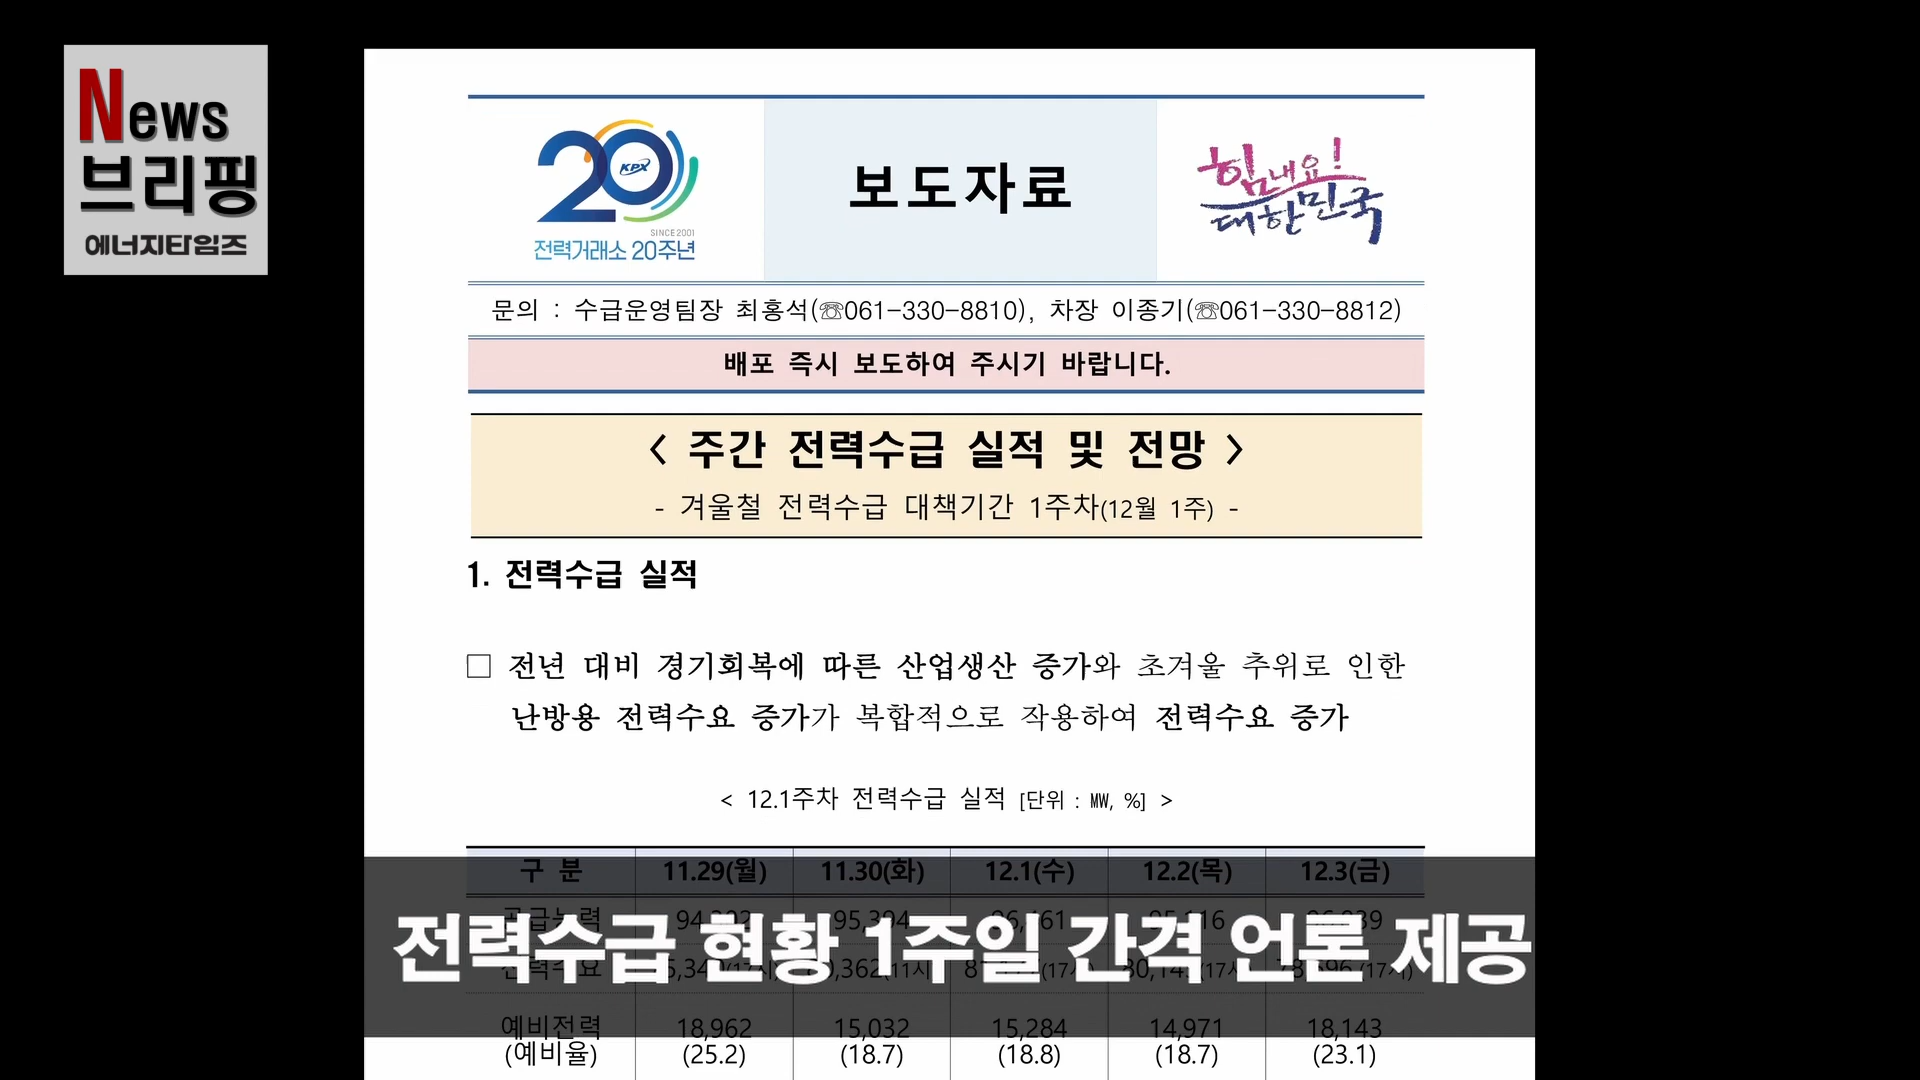 News
브리핑
에너지타임즈
20
KPX
SINCE 2001
전력거래소 20주년
보도자료
힘내요!
대한민국
문의 : 수급운영팀장 최홍석(☏061-330-8810), 차장 이종기(☏061-330-8812)
배포 즉시 보도하여 주시기 바랍니다.
< 주간 전력수급 실적 및 전망 >
- 겨울철 전력수급 대책기간 1주차(12월 1주) -
1. 전력수급 실적
□ 전년 대비 경기회복에 따른 산업생산 증가와 초겨울 추위로 인한
난방용 전력수요 증가가 복합적으로 작용하여 전력수요 증가
< 12.1주차 전력수급 실적 [단위 : ㎿, %] >
구 분 11.29(월) 11.30(화) 12.1(수) 12.2(목) 12.3(금)
전력수급 현황 1주일 간격 언론 제공
예비전력 18,962 15,032 15,284 14,971 18,143
(예비율) (25.2) (18.7) (18.8) (18.7) (23.1)